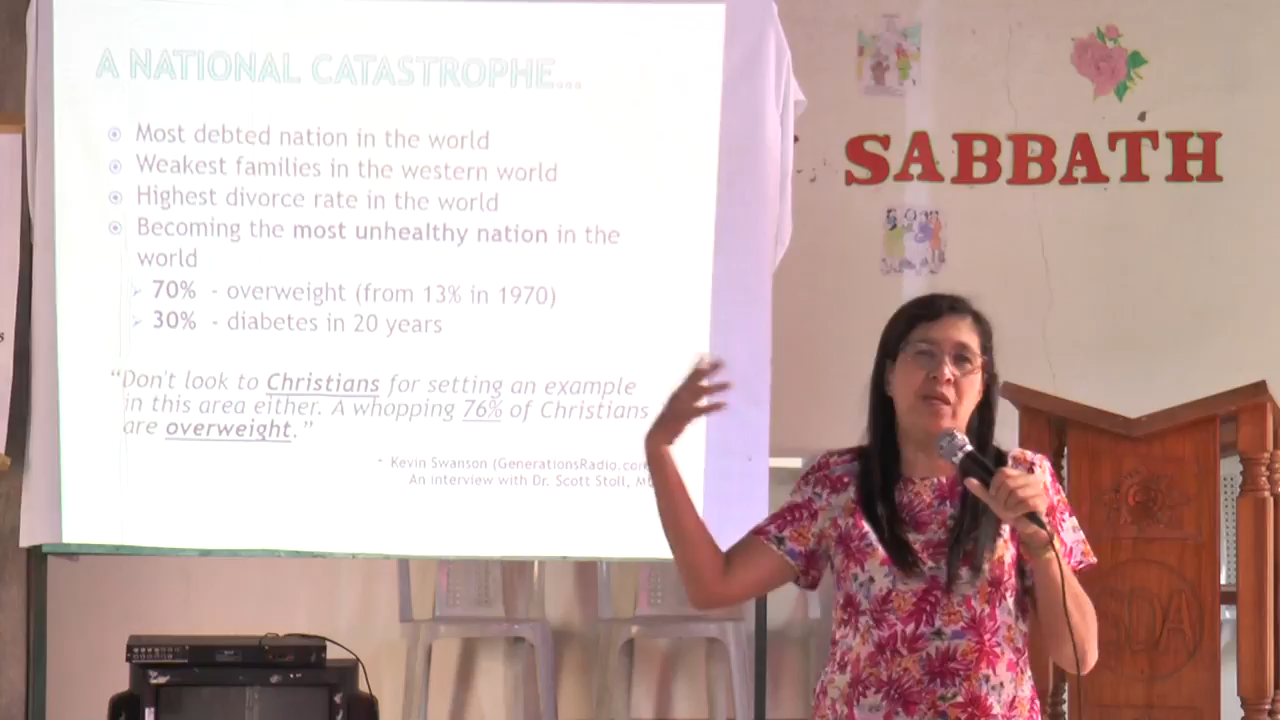 A NATIONAL CATASTROPHE...
Most debted nation in the world
Weakest families in the western world
Highest divorce rate in the world
Becoming the most unhealthy nation in the
world
70% - overweight (from 13% in 1970)
30% - diabetes in 20 years
“Don't look to Christians for setting an example
in this area either. A whopping 76% of Christians
are overweight.”
- Kevin Swanson (GenerationsRadio.com
An interview with Dr. Scott Stoll,
SABBATH
SDA